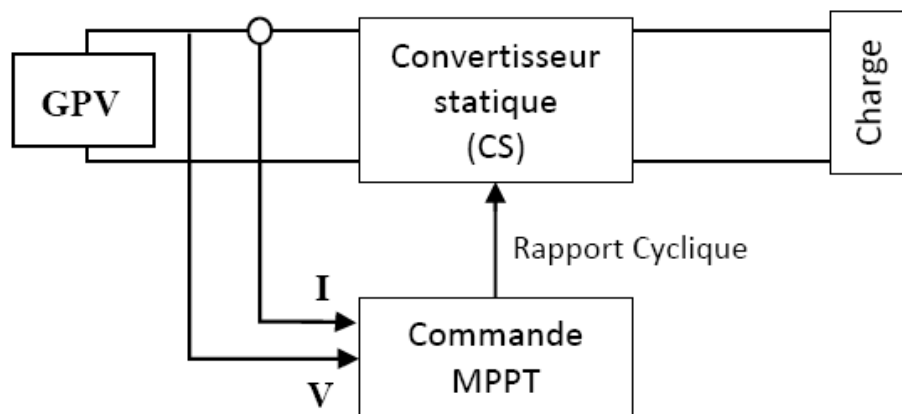 GPV
Convertisseur
statique
(CS)
Charge
Rapport Cyclique
I
V
Commande
MPPT